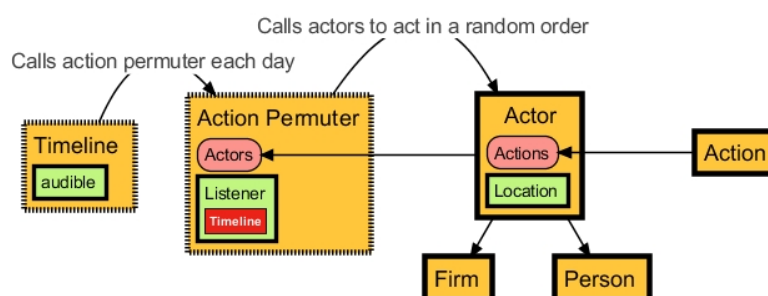 Calls actors to act in a random order
Calls action permuter each day
Timeline
audible
Action Permuter
Actors
Listener
Timeline
Actor
Actions
Location
Action
Firm
Person